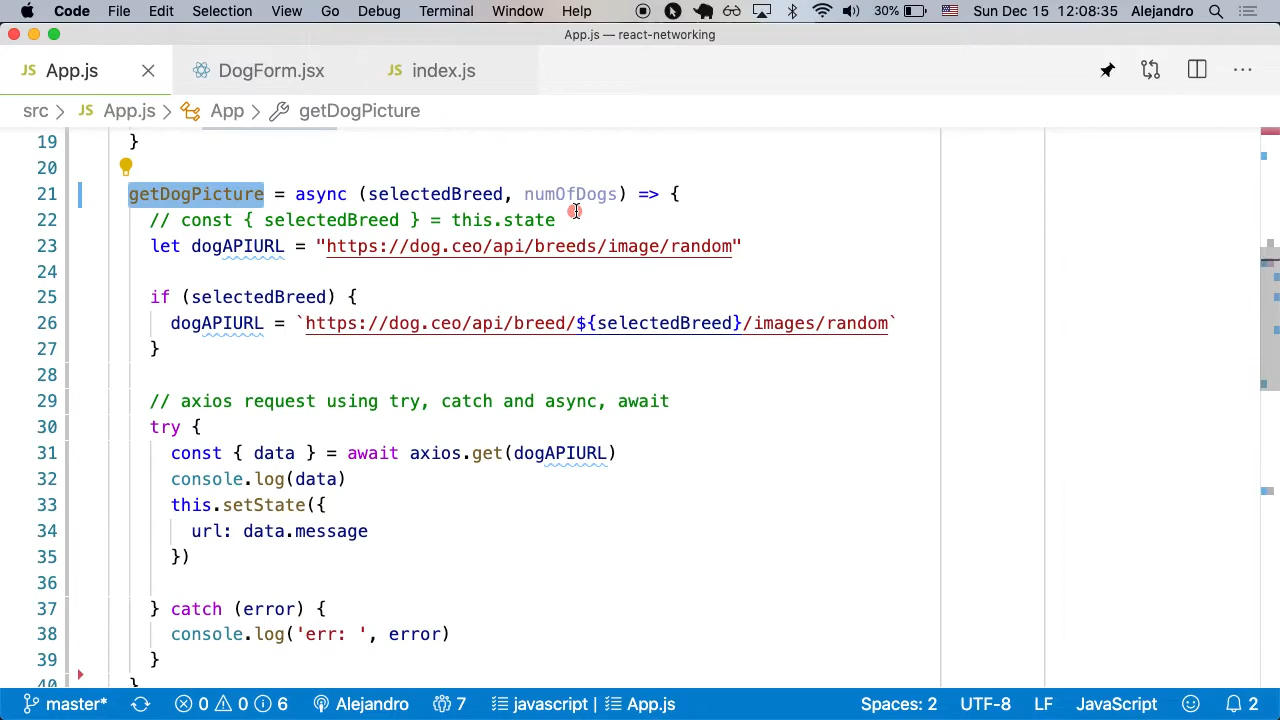 Code File Edit Selection View Go Debug Terminal Window Help 30% Sun Dec 15 12:08:35 Alejandro
App.js — react-networking
JS App.js DogForm.jsx JS index.js
src JS App.js App getDogPicture
19 }
20
21 getDogPicture = async (selectedBreed, numOfDogs) => {
22 // const { selectedBreed } = this.state
23 let dogAPIURL = "https://dog.ceo/api/breeds/image/random"
24
25 if (selectedBreed) {
26 dogAPIURL = `https://dog.ceo/api/breed/${selectedBreed}/images/random`
27 }
28
29 // axios request using try, catch and async, await
30 try {
31 const { data } = await axios.get(dogAPIURL)
32 console.log(data)
33 this.setState({
34 url: data.message
35 })
36
37 } catch (error) {
38 console.log('err: ', error)
39 }
40 }
master* 0 0 6 Alejandro 7 javascript | App.js Spaces: 2 UTF-8 LF JavaScript 2